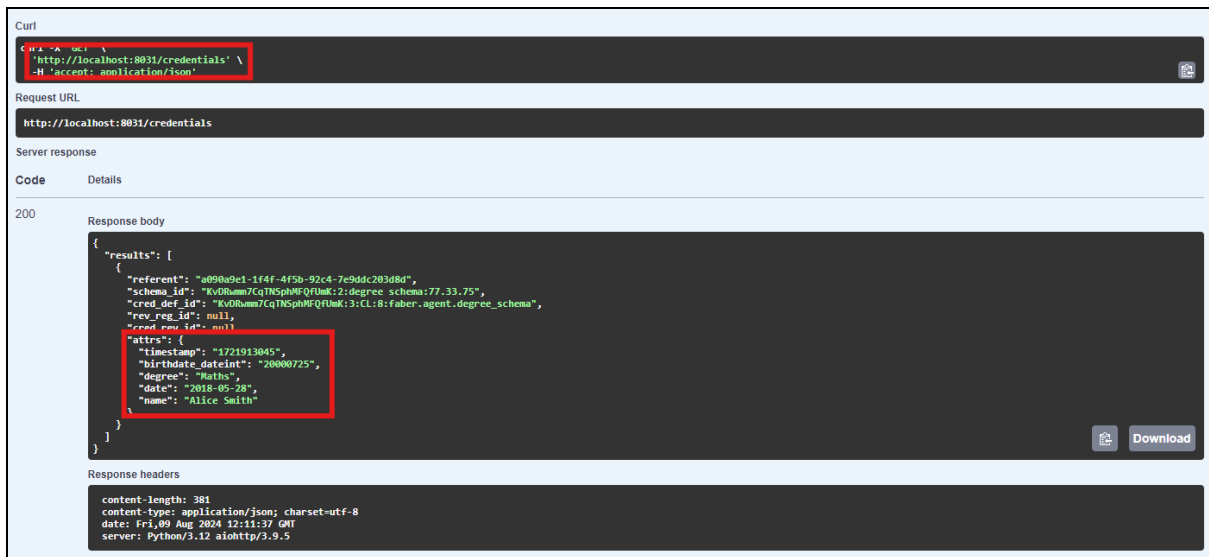 Curl
curl -X 'GET' \
'http://localhost:8031/credentials' \
-H 'accept: application/json'
Request URL
http://localhost:8031/credentials
Server response
Code Details
200
Response body
{
"results": [
{
"referent": "a090a9e1-1f4f-4f5b-92c4-7e9ddc203d8d",
"schema_id": "KvDRwmm7CqTNSphMFQfUmK:2:degree schema:77.33.75",
"cred_def_id": "KvDRwmm7CqTNSphMFQfUmK:3:CL:8:faber.agent.degree_schema",
"rev_reg_id": null,
"cred_rev_id": null
"attrs": {
"timestamp": "1721913045",
"birthdate_dateint": "20000725",
"degree": "Maths",
"date": "2018-05-28",
"name": "Alice Smith"
}
}
]
}
Download
Response headers
content-length: 381
content-type: application/json; charset=utf-8
date: Fri,09 Aug 2024 12:11:37 GMT
server: Python/3.12 aiohttp/3.9.5